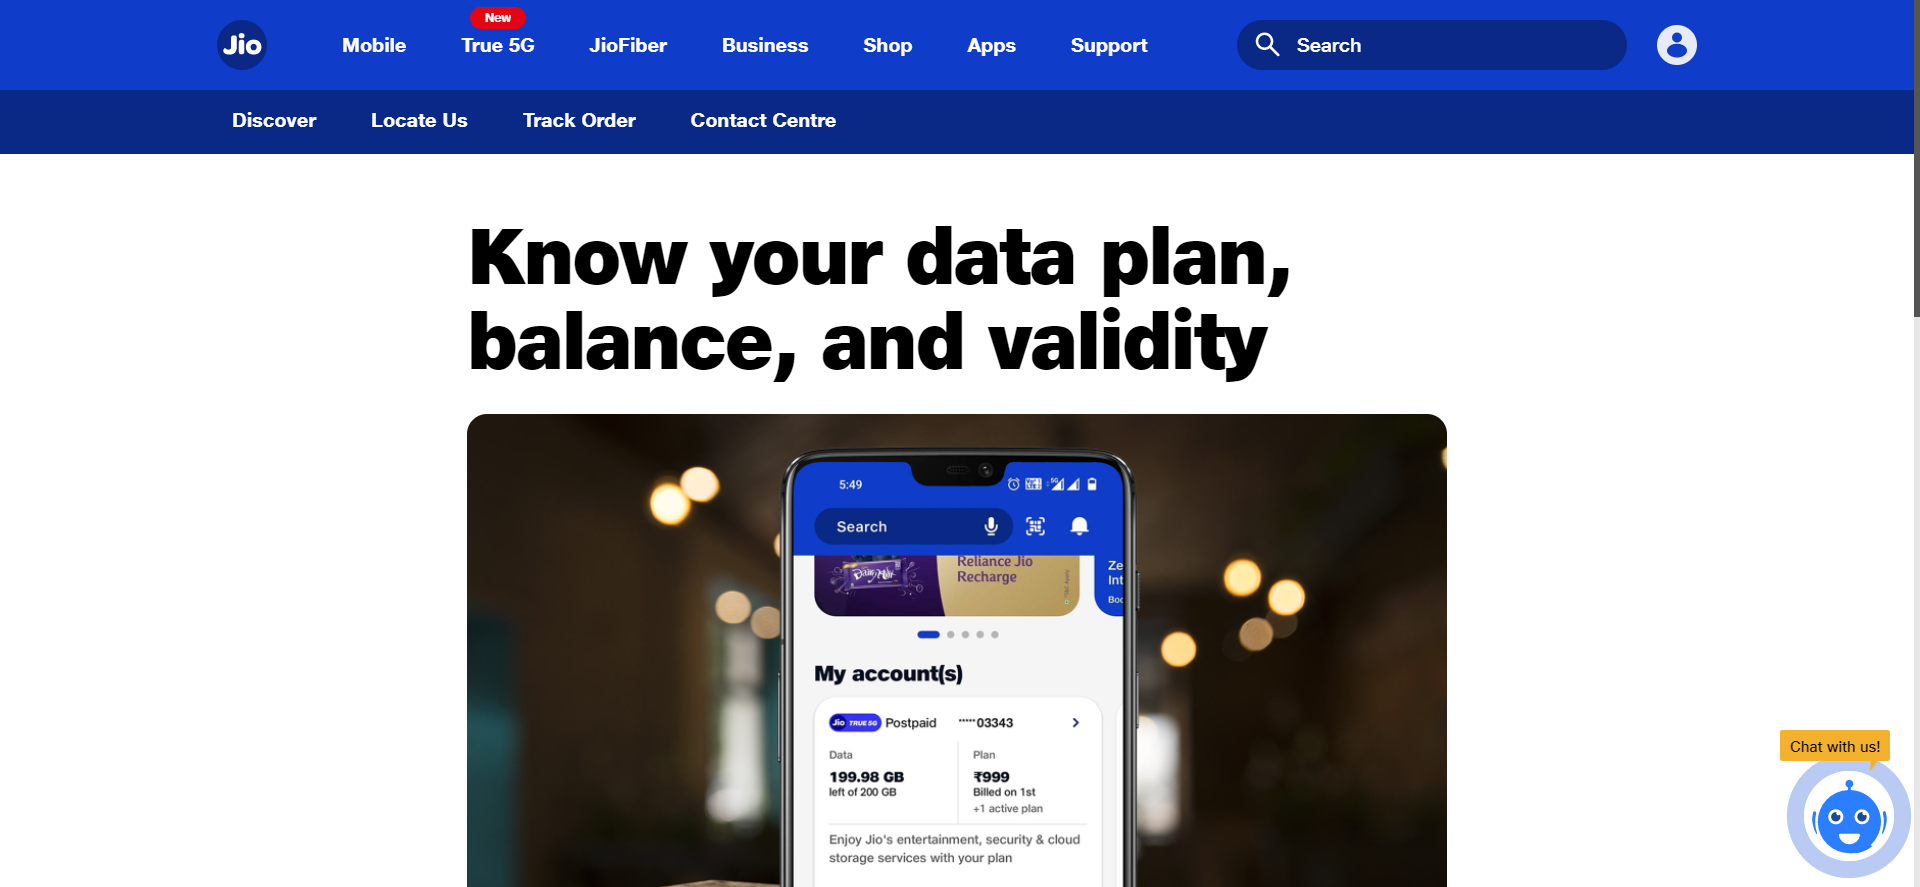 New
Jio
Mobile
True 5G
JioFiber
Business
Shop
Apps
Support
Search
Discover
Locate Us
Track Order
Contact Centre
Know your data plan,
balance, and validity
5:49
5G
Search
Dairy Milk
Reliance Jio
Recharge
Ze
Int
Boo
My account(s)
Jio TRUE 5G Postpaid
*****03343
Data
199.98 GB
left of 200 GB
Plan
₹999
Billed on 1st
+1 active plan
Enjoy Jio's entertainment, security & cloud
storage services with your plan
Chat with us!